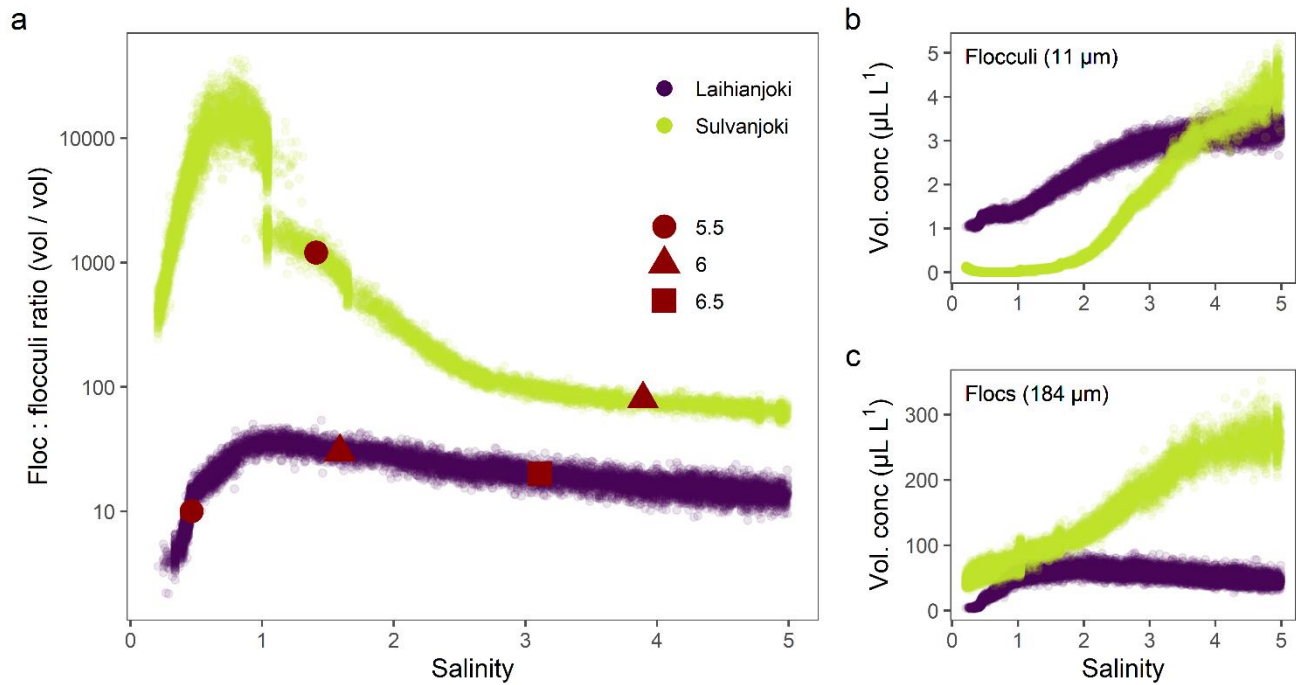 a
Floc : flocculi ratio (vol / vol)
10000
1000
100
10
0 1 2 3 4 5
Salinity
Laihianjoki
Sulvanjoki
5.5
6
6.5
b
Flocculi (11 µm)
Vol. conc (µL L¹)
5
4
3
2
1
0
0 1 2 3 4 5
c
Flocs (184 µm)
Vol. conc (µL L¹)
300
200
100
0
0 1 2 3 4 5
Salinity